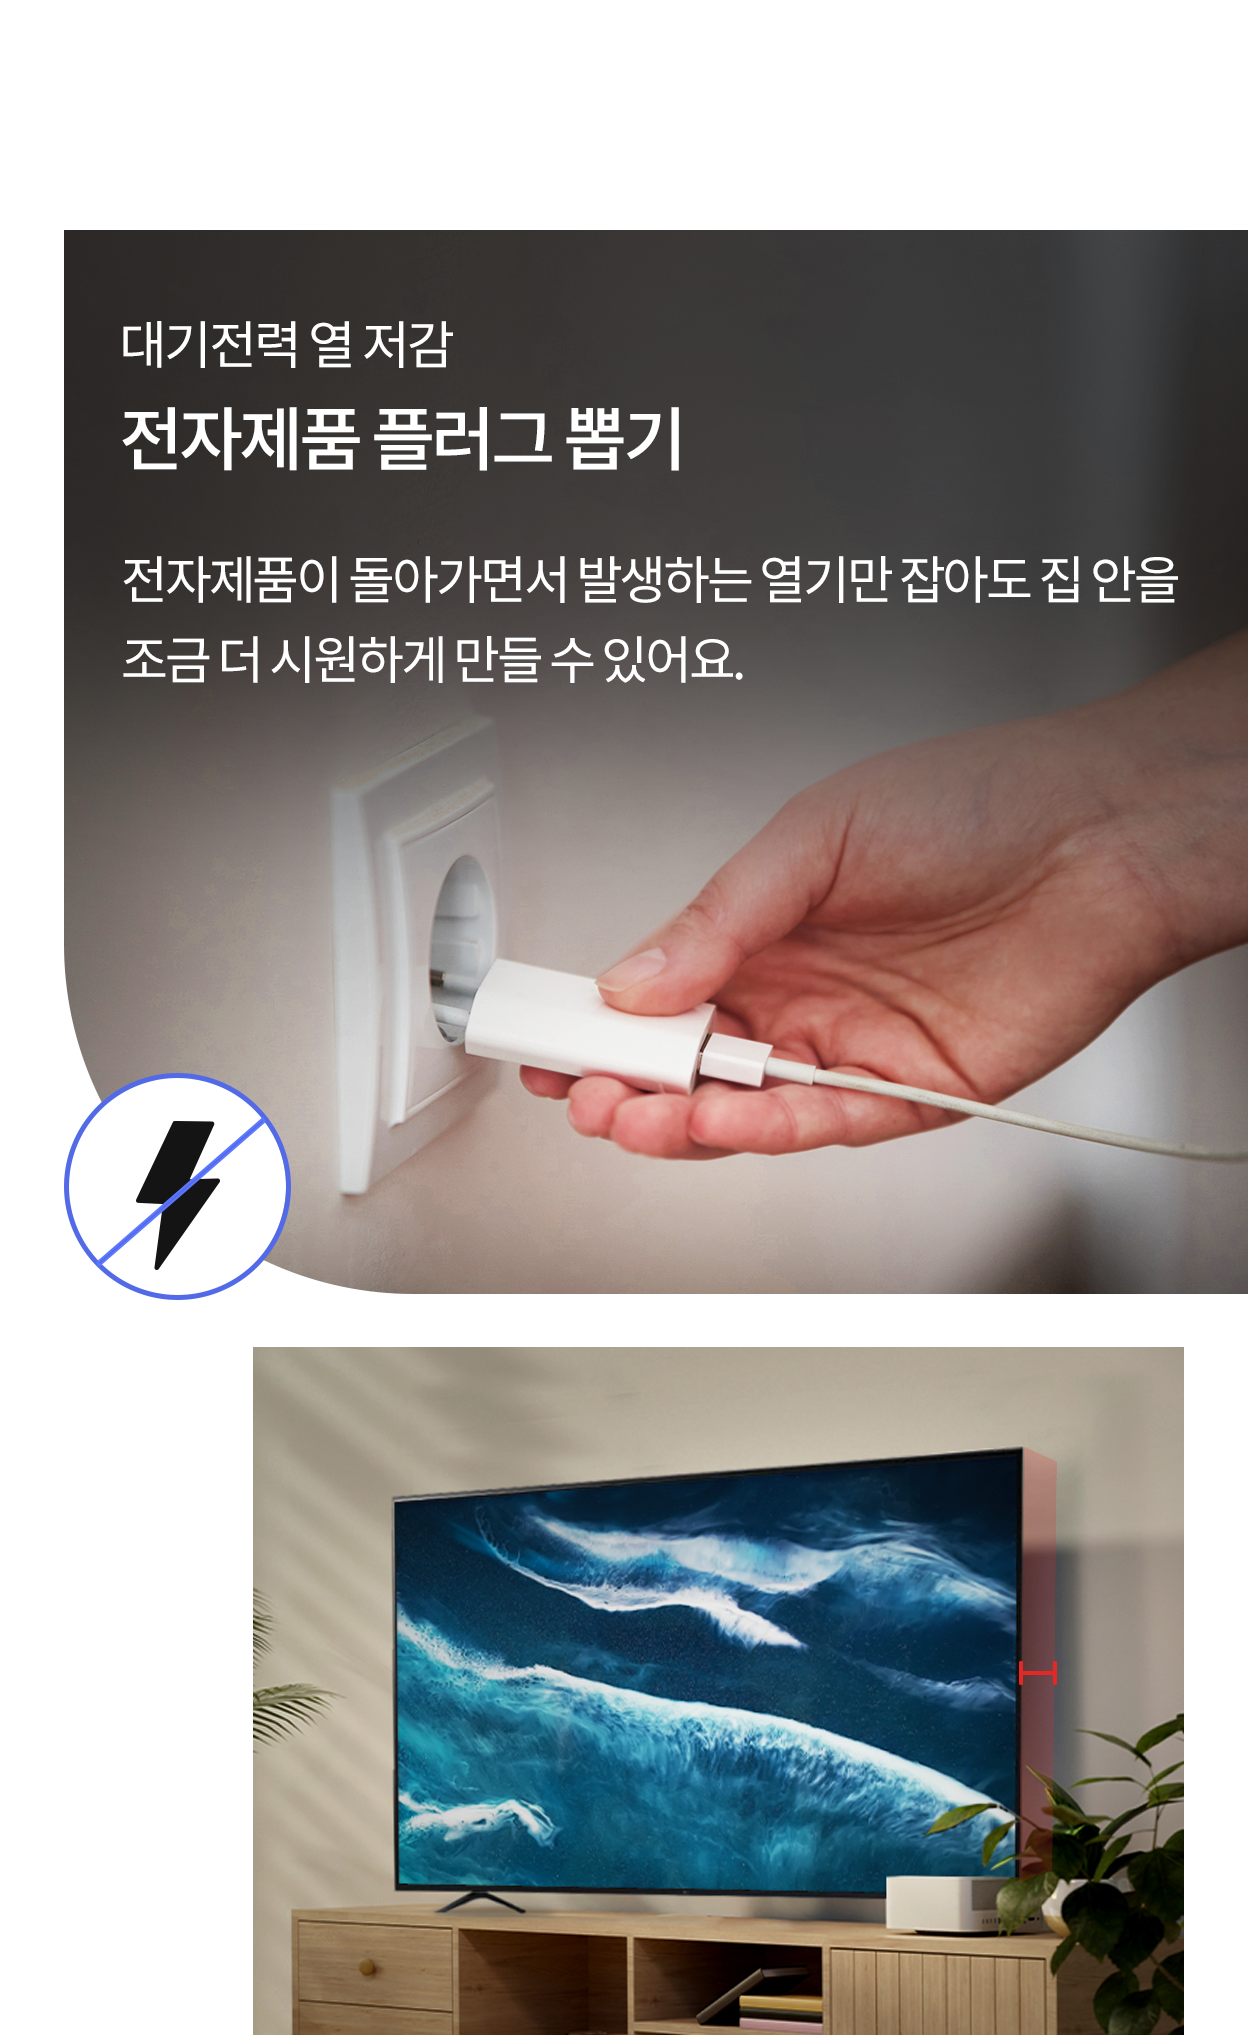 대기전력 열 저감
전자제품 플러그 뽑기
전자제품이 돌아가면서 발생하는 열기만 잡아도 집 안을
조금 더 시원하게 만들 수 있어요.